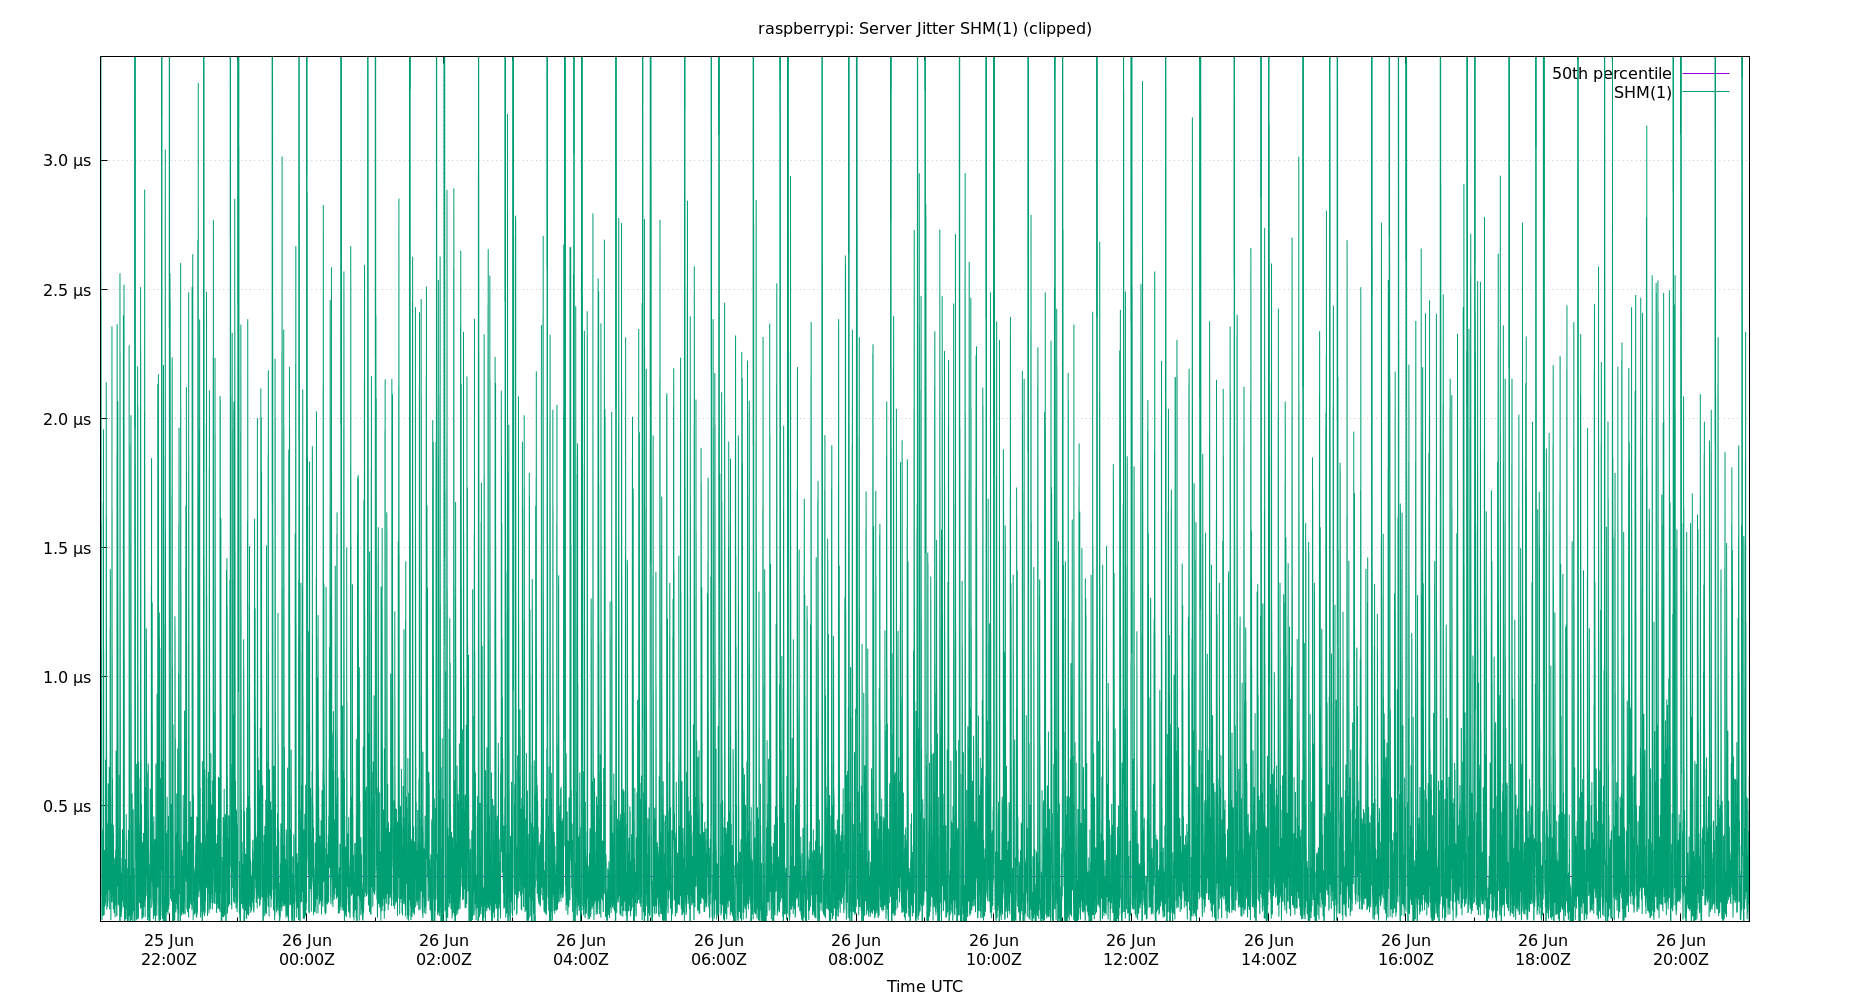 raspberrypi: Server Jitter SHM(1) (clipped)
50th percentile
SHM(1)
3.0 µs
2.5 µs
2.0 µs
1.5 µs
1.0 µs
0.5 µs
25 Jun 26 Jun 26 Jun 26 Jun 26 Jun 26 Jun 26 Jun 26 Jun 26 Jun 26 Jun 26 Jun 26 Jun
22:00Z 00:00Z 02:00Z 04:00Z 06:00Z 08:00Z 10:00Z 12:00Z 14:00Z 16:00Z 18:00Z 20:00Z
Time UTC